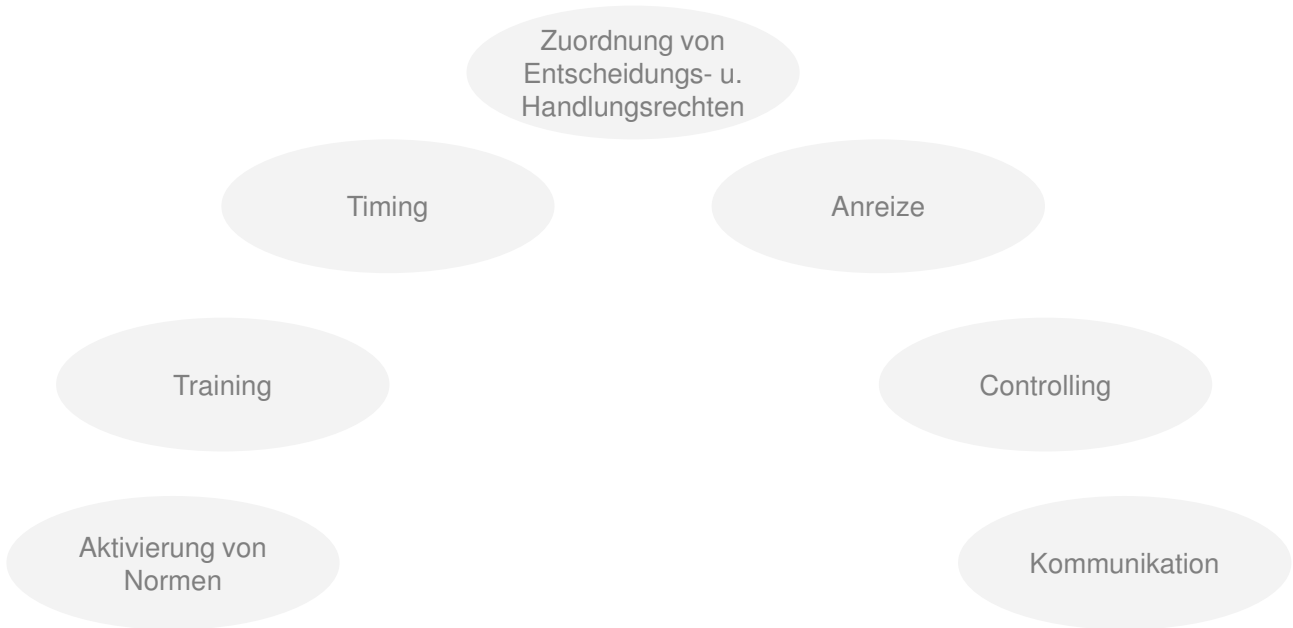 Zuordnung von
Entscheidungs- u.
Handlungsrechten
Timing
Anreize
Training
Controlling
Aktivierung von
Normen
Kommunikation